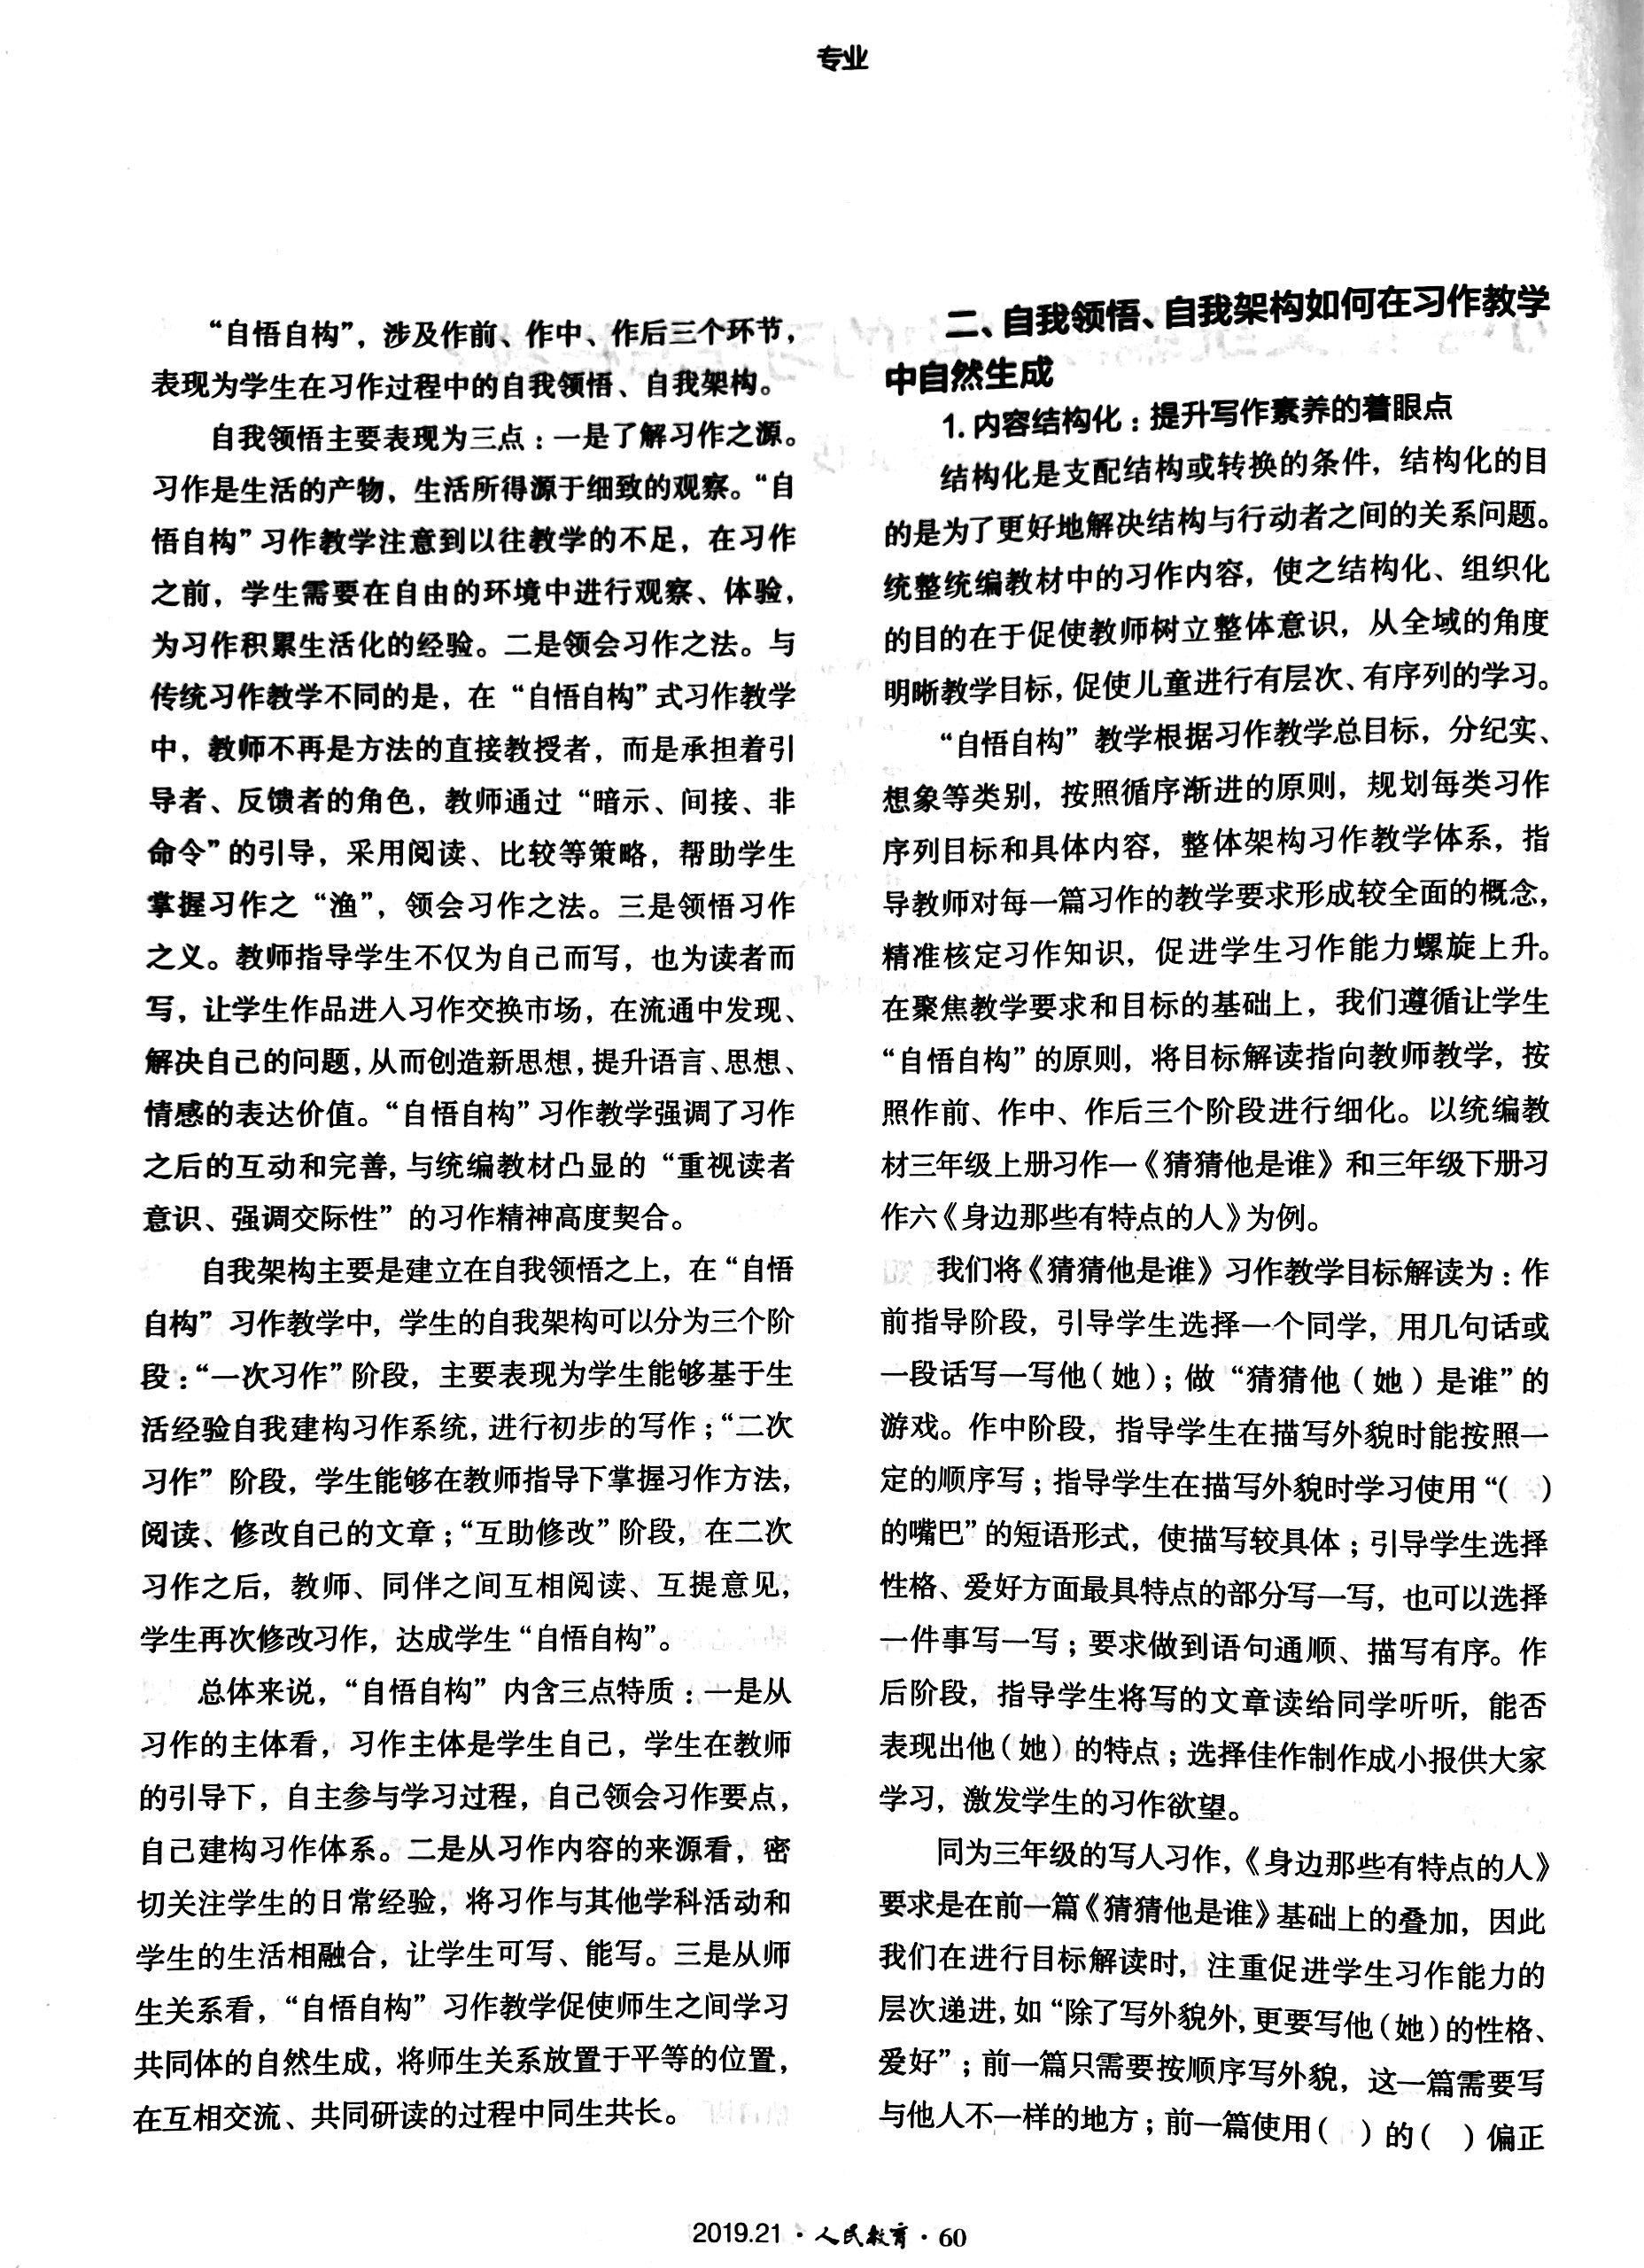 专业
“自悟自构”，涉及作前、作中、作后三个环节，
表现为学生在习作过程中的自我领悟、自我架构。
自我领悟主要表现为三点：一是了解习作之源。
习作是生活的产物，生活所得源于细致的观察。“自
悟自构”习作教学注意到以往教学的不足，在习作
之前，学生需要在自由的环境中进行观察、体验，
为习作积累生活化的经验。二是领会习作之法。与
传统习作教学不同的是，在“自悟自构”式习作教学
中，教师不再是方法的直接教授者，而是承担着引
导者、反馈者的角色，教师通过“暗示、间接、非
命令”的引导，采用阅读、比较等策略，帮助学生
掌握习作之“渔”，领会习作之法。三是领悟习作
之义。教师指导学生不仅为自己而写，也为读者而
写，让学生作品进入习作交换市场，在流通中发现、
解决自己的问题，从而创造新思想，提升语言、思想、
情感的表达价值。“自悟自构”习作教学强调了习作
之后的互动和完善，与统编教材凸显的“重视读者
意识、强调交际性”的习作精神高度契合。
自我架构主要是建立在自我领悟之上，在“自悟
自构”习作教学中，学生的自我架构可以分为三个阶
段：“一次习作”阶段，主要表现为学生能够基于生
活经验自我建构习作系统，进行初步的写作；“二次
习作”阶段，学生能够在教师指导下掌握习作方法，
阅读、修改自己的文章；“互助修改”阶段，在二次
习作之后，教师、同伴之间互相阅读、互提意见，
学生再次修改习作，达成学生“自悟自构”。
总体来说，“自悟自构”内含三点特质：一是从
习作的主体看，习作主体是学生自己，学生在教师
的引导下，自主参与学习过程，自己领会习作要点，
自己建构习作体系。二是从习作内容的来源看，密
切关注学生的日常经验，将习作与其他学科活动和
学生的生活相融合，让学生可写、能写。三是从师
生关系看，“自悟自构”习作教学促使师生之间学习
共同体的自然生成，将师生关系放置于平等的位置，
在互相交流、共同研读的过程中同生共长。
二、自我领悟、自我架构如何在习作教学
中自然生成
1. 内容结构化：提升写作素养的着眼点
结构化是支配结构或转换的条件，结构化的目
的是为了更好地解决结构与行动者之间的关系问题。
统整统编教材中的习作内容，使之结构化、组织化
的目的在于促使教师树立整体意识，从全域的角度
明晰教学目标，促使儿童进行有层次、有序列的学习。
“自悟自构”教学根据习作教学总目标，分纪实、
想象等类别，按照循序渐进的原则，规划每类习作
序列目标和具体内容，整体架构习作教学体系，指
导教师对每一篇习作的教学要求形成较全面的概念，
精准核定习作知识，促进学生习作能力螺旋上升。
在聚焦教学要求和目标的基础上，我们遵循让学生
“自悟自构”的原则，将目标解读指向教师教学，按
照作前、作中、作后三个阶段进行细化。以统编教
材三年级上册习作一《猜猜他是谁》和三年级下册习
作六《身边那些有特点的人》为例。
我们将《猜猜他是谁》习作教学目标解读为：作
前指导阶段，引导学生选择一个同学，用几句话或
一段话写一写他（她）；做“猜猜他（她）是谁”的
游戏。作中阶段，指导学生在描写外貌时能按照一
定的顺序写；指导学生在描写外貌时学习使用“（ ）
的嘴巴”的短语形式，使描写较具体；引导学生选择
性格、爱好方面最具特点的部分写一写，也可以选择
一件事写一写；要求做到语句通顺、描写有序。作
后阶段，指导学生将写的文章读给同学听听，能否
表现出他（她）的特点；选择佳作制作成小报供大家
学习，激发学生的习作欲望。
同为三年级的写人习作，《身边那些有特点的人》
要求是在前一篇《猜猜他是谁》基础上的叠加，因此
我们在进行目标解读时，注重促进学生习作能力的
层次递进，如“除了写外貌外，更要写他（她）的性格、
爱好”；前一篇只需要按顺序写外貌，这一篇需要写
与他人不一样的地方；前一篇使用（ ）的（ ）偏正
2019.21·人民教育·60